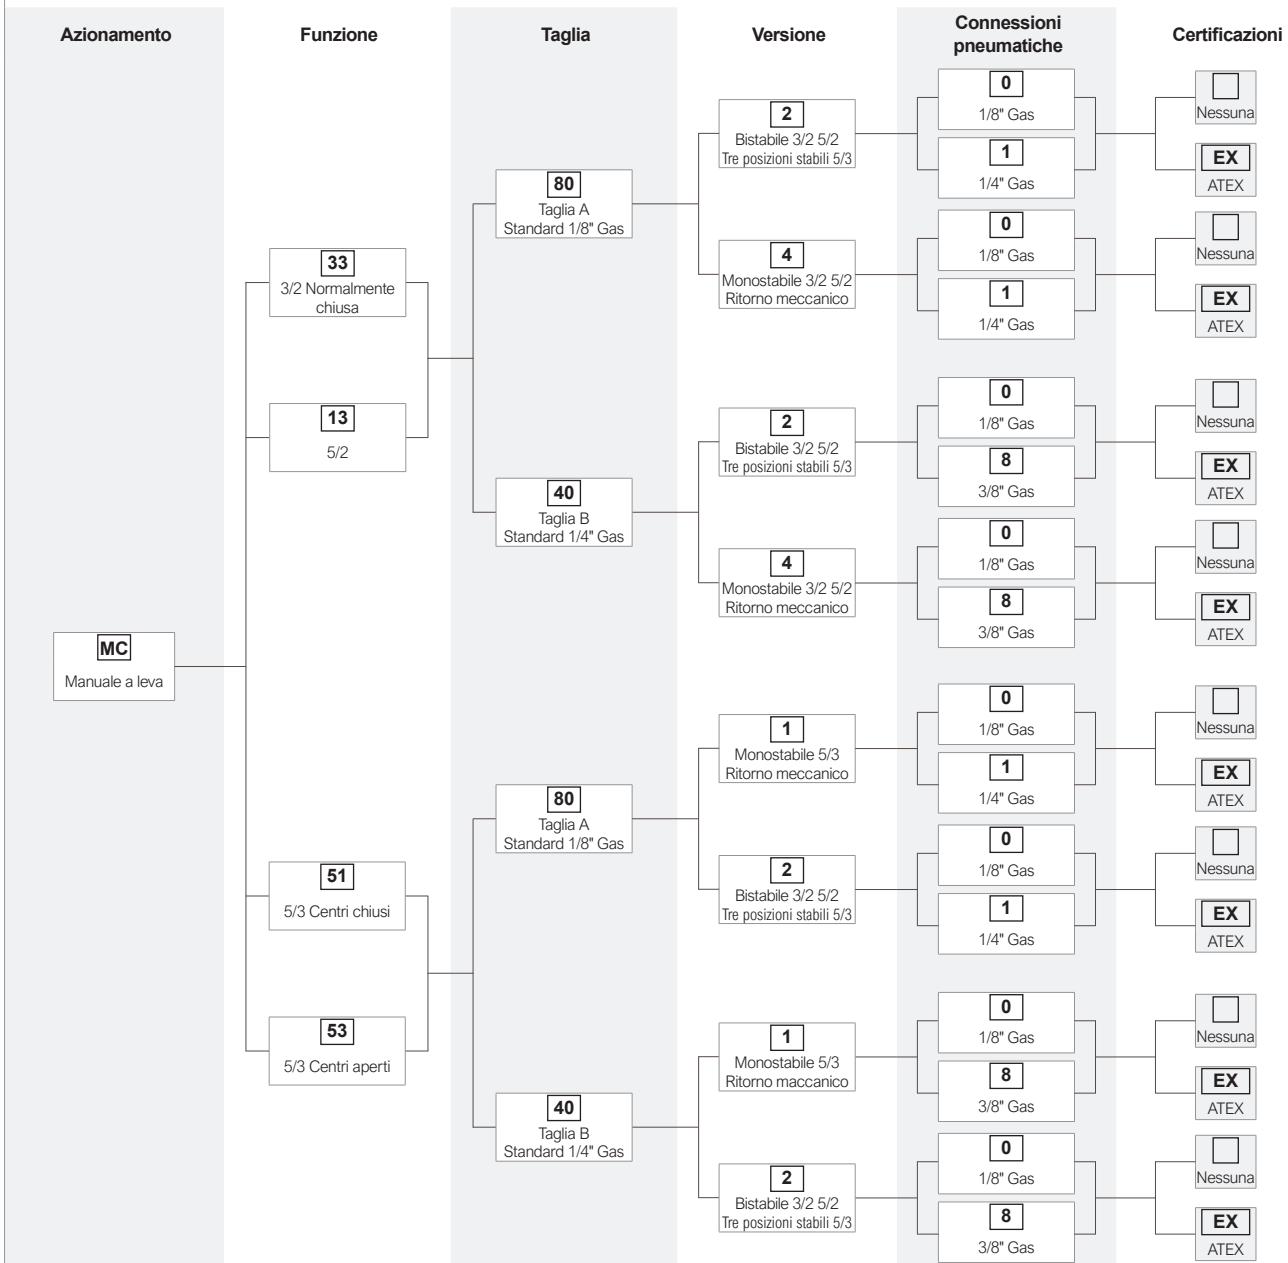 Azionamento
Funzione
Taglia
Versione
Connessioni
pneumatiche
Certificazioni
MC
Manuale a leva
33
3/2 Normalmente
chiusa
13
5/2
51
5/3 Centri chiusi
53
5/3 Centri aperti
80
Taglia A
Standard 1/8" Gas
40
Taglia B
Standard 1/4" Gas
80
Taglia A
Standard 1/8" Gas
40
Taglia B
Standard 1/4" Gas
2
Bistabile 3/2 5/2
Tre posizioni stabili 5/3
4
Monostabile 3/2 5/2
Ritorno meccanico
2
Bistabile 3/2 5/2
Tre posizioni stabili 5/3
4
Monostabile 3/2 5/2
Ritorno meccanico
1
Monostabile 5/3
Ritorno meccanico
2
Bistabile 3/2 5/2
Tre posizioni stabili 5/3
1
Monostabile 5/3
Ritorno maccanico
2
Bistabile 3/2 5/2
Tre posizioni stabili 5/3
0
1/8" Gas
1
1/4" Gas
0
1/8" Gas
1
1/4" Gas
0
1/8" Gas
8
3/8" Gas
0
1/8" Gas
8
3/8" Gas
0
1/8" Gas
1
1/4" Gas
0
1/8" Gas
1
1/4" Gas
0
1/8" Gas
8
3/8" Gas
0
1/8" Gas
8
3/8" Gas
Nessuna
EX
ATEX
Nessuna
EX
ATEX
Nessuna
EX
ATEX
Nessuna
EX
ATEX
Nessuna
EX
ATEX
Nessuna
EX
ATEX
Nessuna
EX
ATEX
Nessuna
EX
ATEX